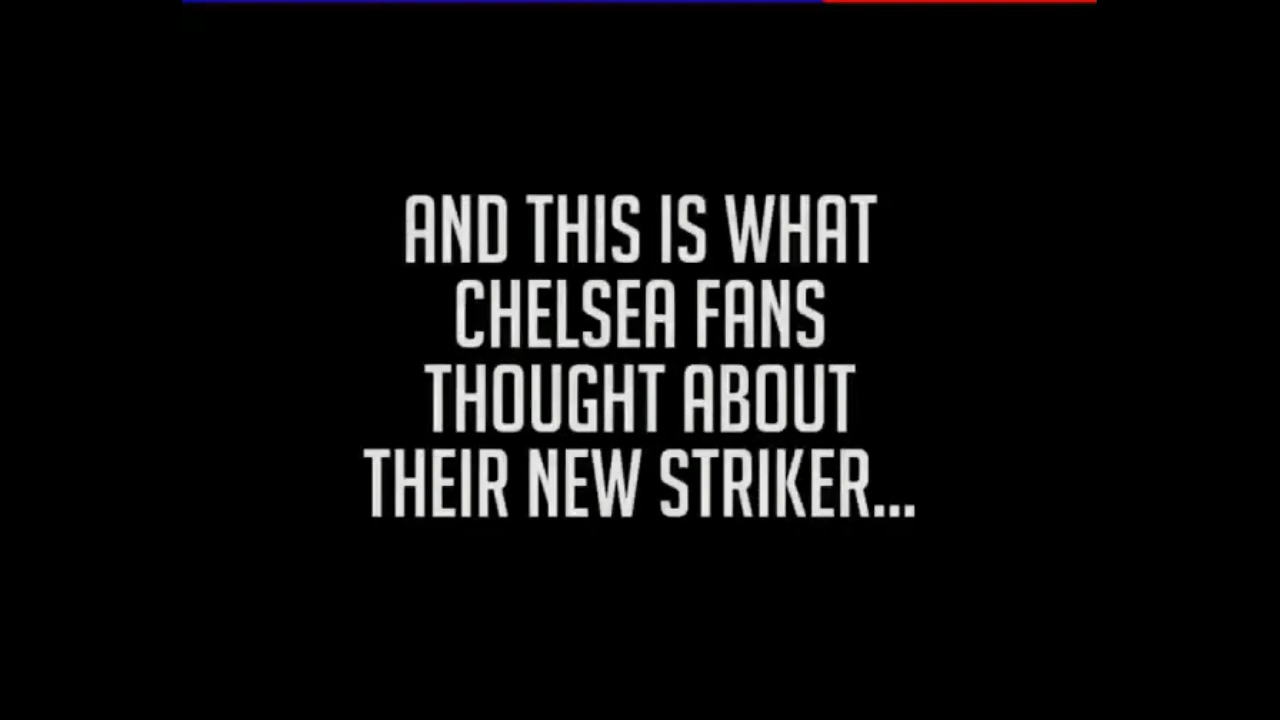 AND THIS IS WHAT
CHELSEA FANS
THOUGHT ABOUT
THEIR NEW STRIKER...